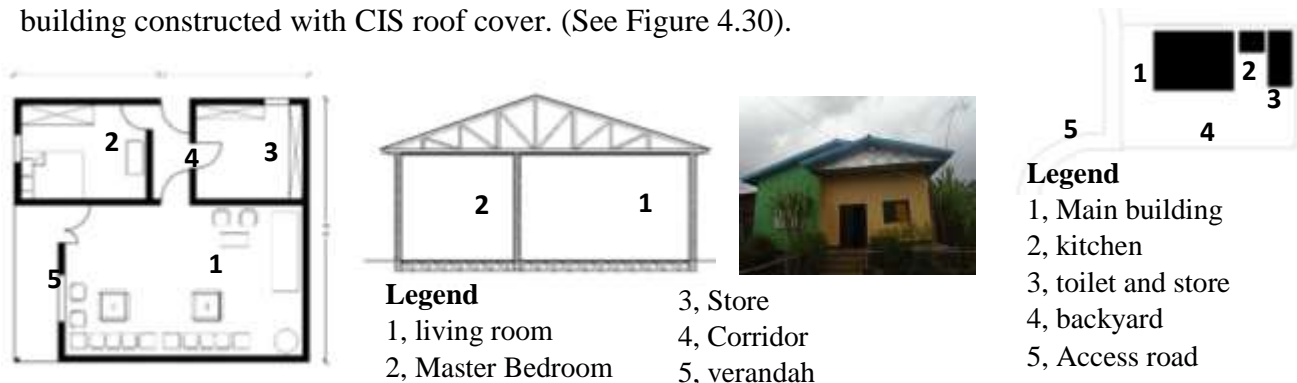 building constructed with CIS roof cover. (See Figure 4.30).
2
4
3
5
1
2
1
Legend
1, living room
2, Master Bedroom
3, Store
4, Corridor
5, verandah
1
2
3
5
4
Legend
1, Main building
2, kitchen
3, toilet and store
4, backyard
5, Access road